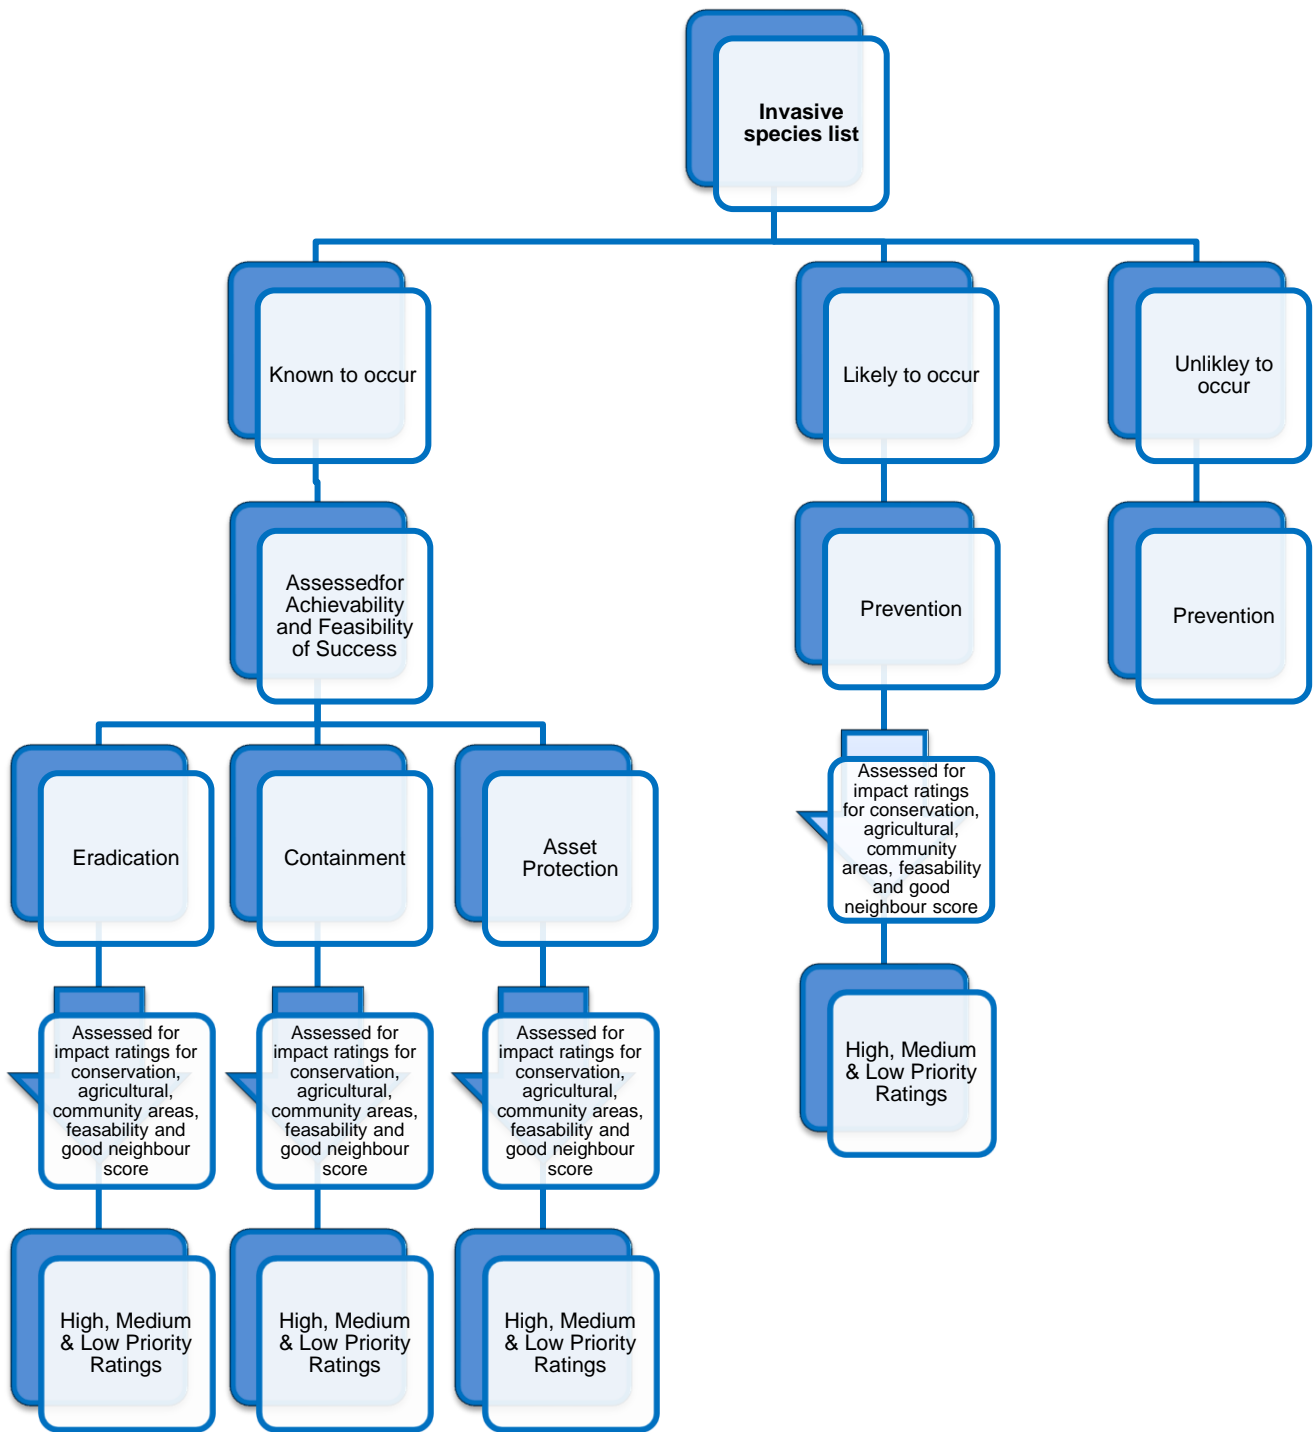 Invasive
species list
Known to occur
Likely to occur
Unlikley to
occur
Assessedfor
Achievability
and Feasibility
of Success
Prevention
Prevention
Eradication
Containment
Asset
Protection
Assessed for
impact ratings
for conservation,
agricultural,
community
areas, feasability
and good
neighbour score
Assessed for
impact ratings for
conservation,
agricultural,
community areas,
feasability and
good neighbour
score
Assessed for
impact ratings for
conservation,
agricultural,
community areas,
feasability and
good neighbour
score
Assessed for
impact ratings for
conservation,
agricultural,
community areas,
feasability and
good neighbour
score
High, Medium
& Low Priority
Ratings
High, Medium
& Low Priority
Ratings
High, Medium
& Low Priority
Ratings
High, Medium
& Low Priority
Ratings